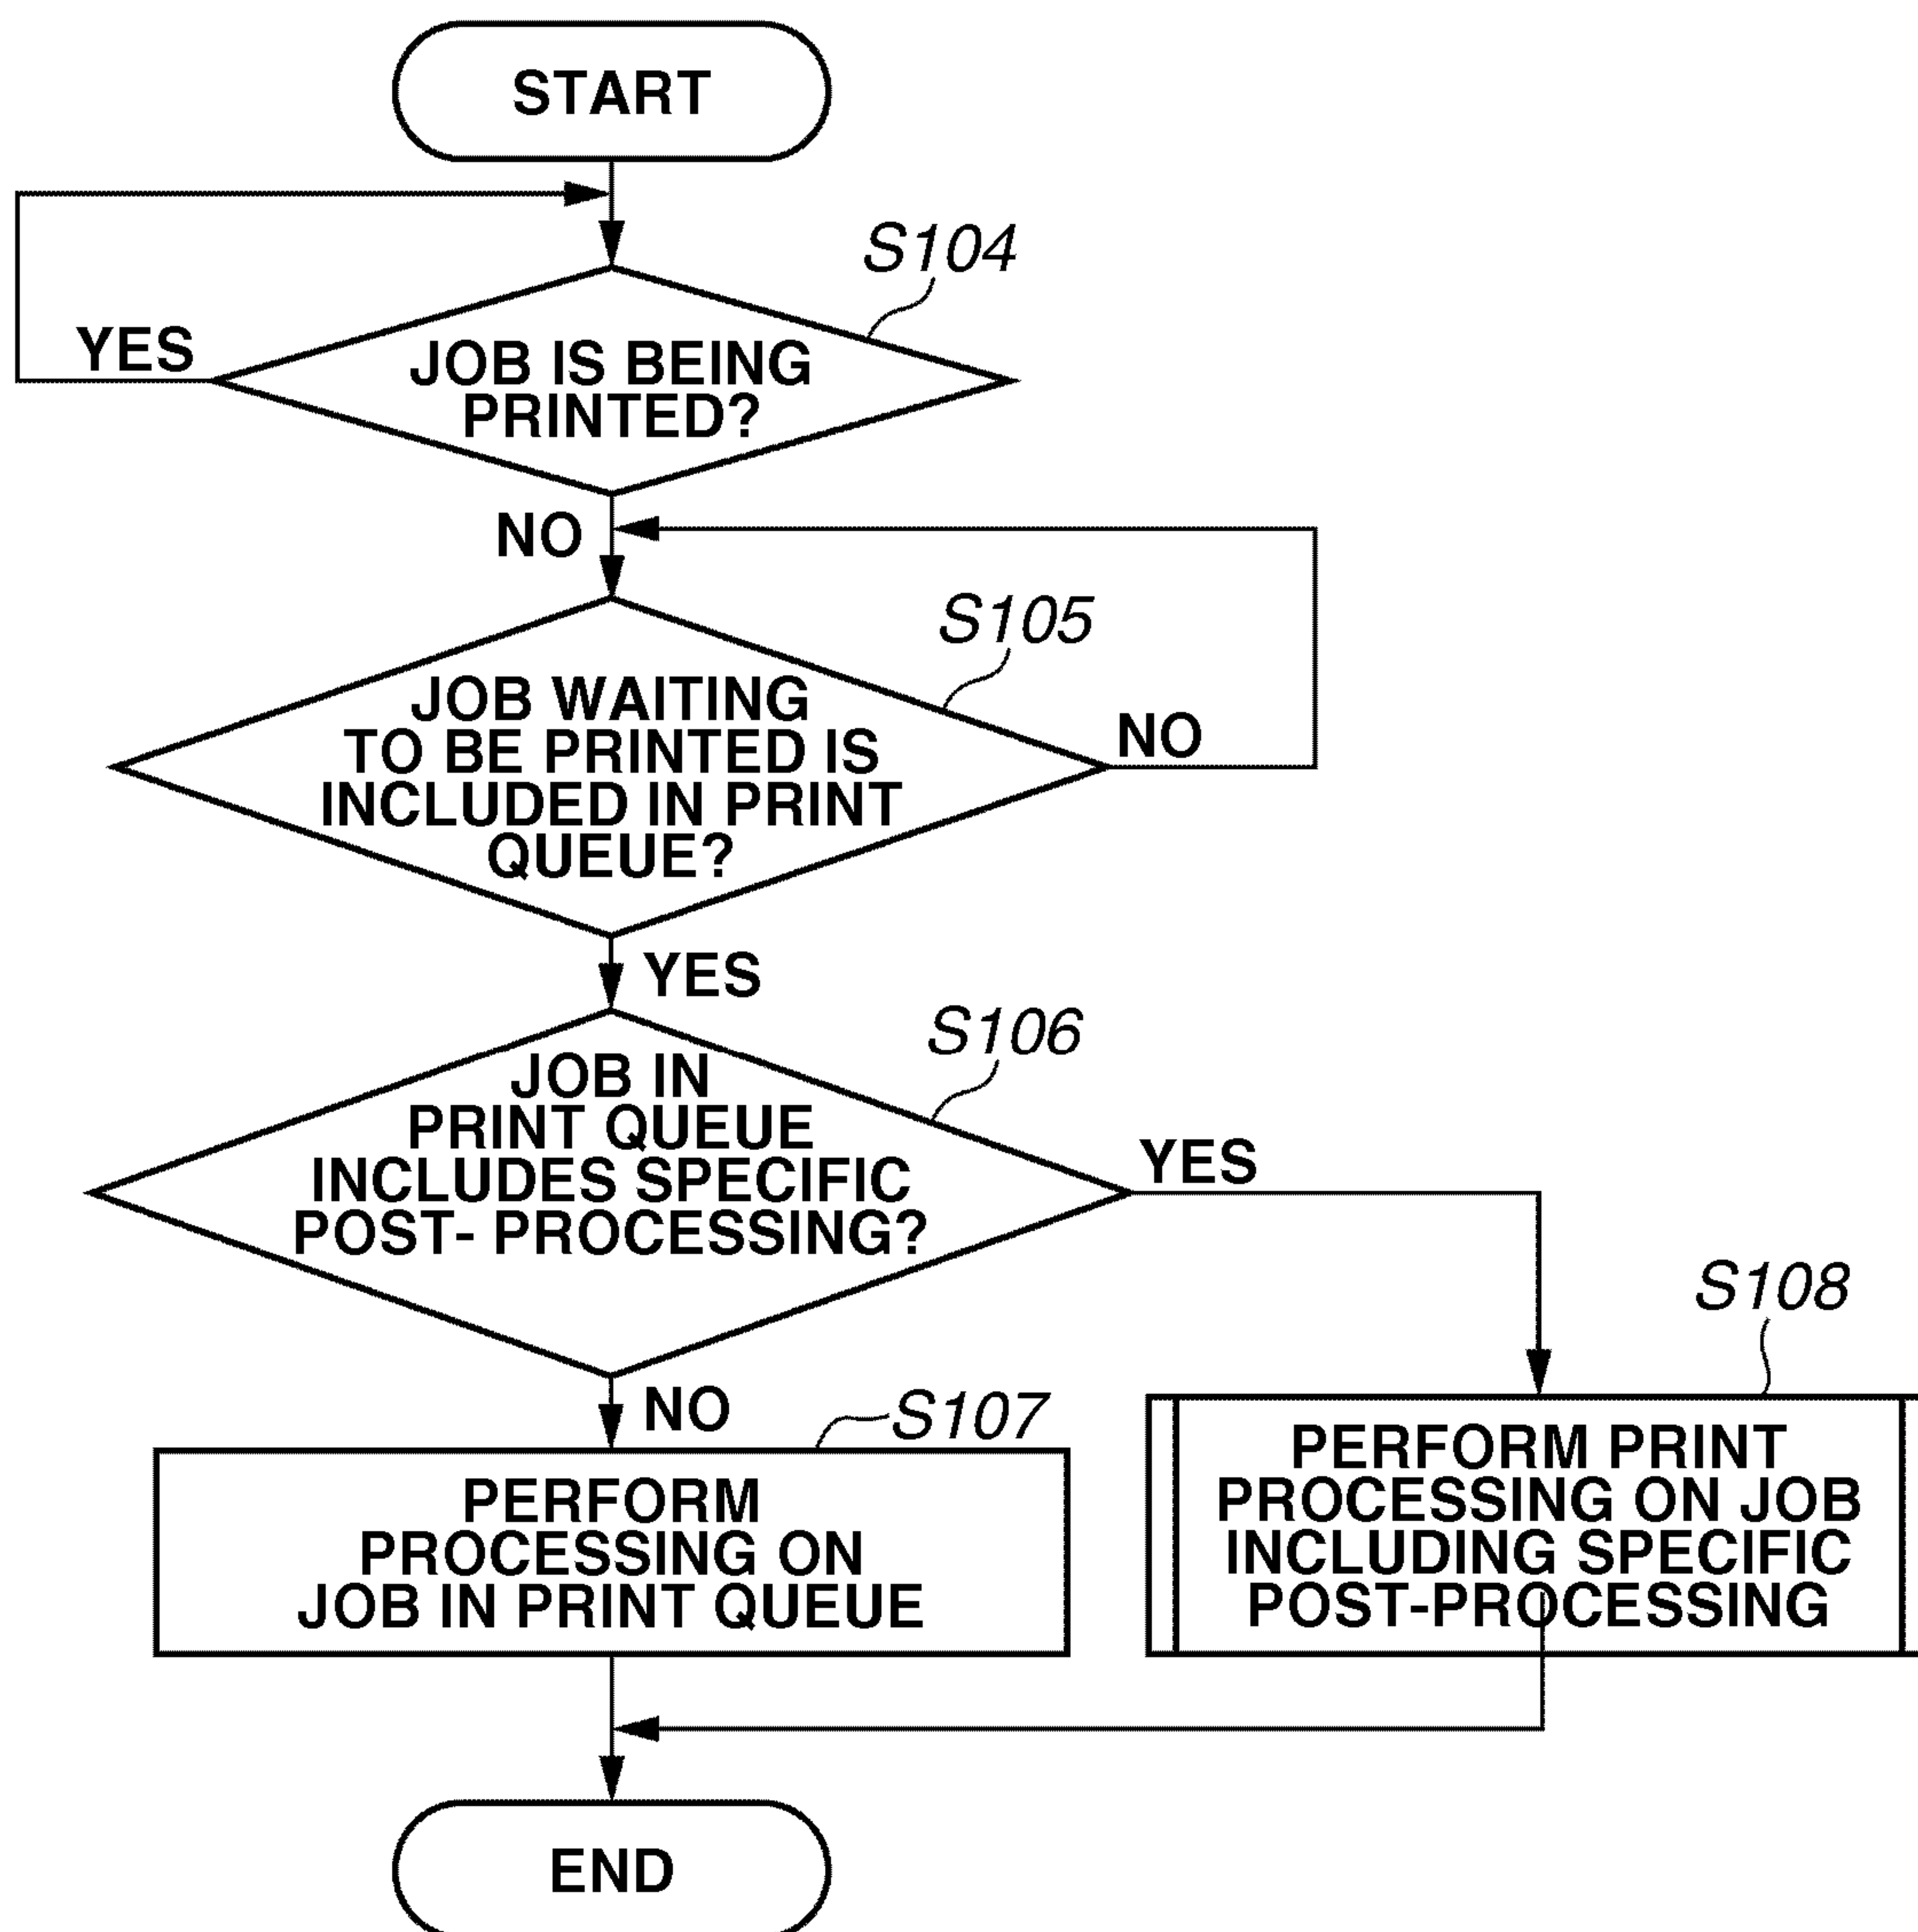 START
S104
YES
JOB IS BEING
PRINTED?
NO
S105
JOB WAITING
TO BE PRINTED IS
INCLUDED IN PRINT
QUEUE?
NO
YES
S106
JOB IN
PRINT QUEUE
INCLUDES SPECIFIC
POST- PROCESSING?
YES
S108
NO
S107
PERFORM
PROCESSING ON
JOB IN PRINT QUEUE
PERFORM PRINT
PROCESSING ON JOB
INCLUDING SPECIFIC
POST-PROCESSING
END